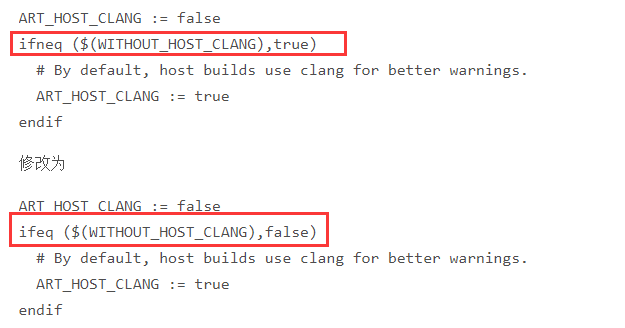 ART_HOST_CLANG := false
ifneq ($(WITHOUT_HOST_CLANG),true)
  # By default, host builds use clang for better warnings.
  ART_HOST_CLANG := true
endif
修改为
ART_HOST_CLANG := false
ifeq ($(WITHOUT_HOST_CLANG),false)
  # By default, host builds use clang for better warnings.
  ART_HOST_CLANG := true
endif